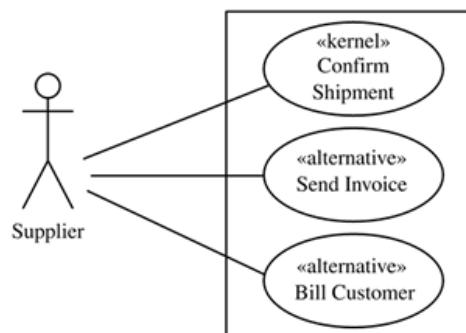 «kernel»
Confirm
Shipment
«alternative»
Send Invoice
Supplier
«alternative»
Bill Customer